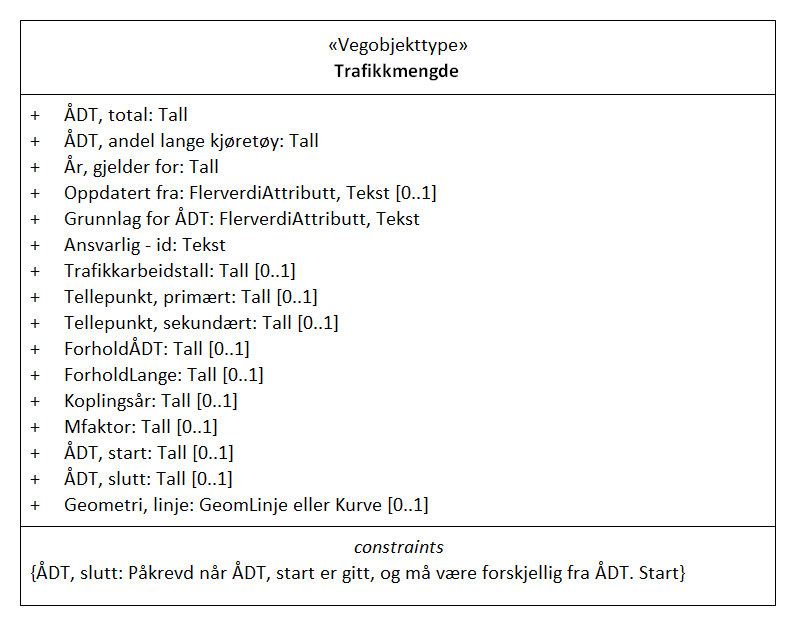 «Vegobjekttype»
Trafikkmengde
+ ÅDT, total: Tall
+ ÅDT, andel lange kjøretøy: Tall
+ År, gjelder for: Tall
+ Oppdatert fra: FlerverdiAttributt, Tekst [0..1]
+ Grunnlag for ÅDT: FlerverdiAttributt, Tekst
+ Ansvarlig - id: Tekst
+ Trafikkarbeidstall: Tall [0..1]
+ Tellepunkt, primært: Tall [0..1]
+ Tellepunkt, sekundært: Tall [0..1]
+ ForholdÅDT: Tall [0..1]
+ ForholdLange: Tall [0..1]
+ Koplingsår: Tall [0..1]
+ Mfaktor: Tall [0..1]
+ ÅDT, start: Tall [0..1]
+ ÅDT, slutt: Tall [0..1]
+ Geometri, linje: GeomLinje eller Kurve [0..1]
constraints
{ÅDT, slutt: Påkrevd når ÅDT, start er gitt, og må være forskjellig fra ÅDT. Start}